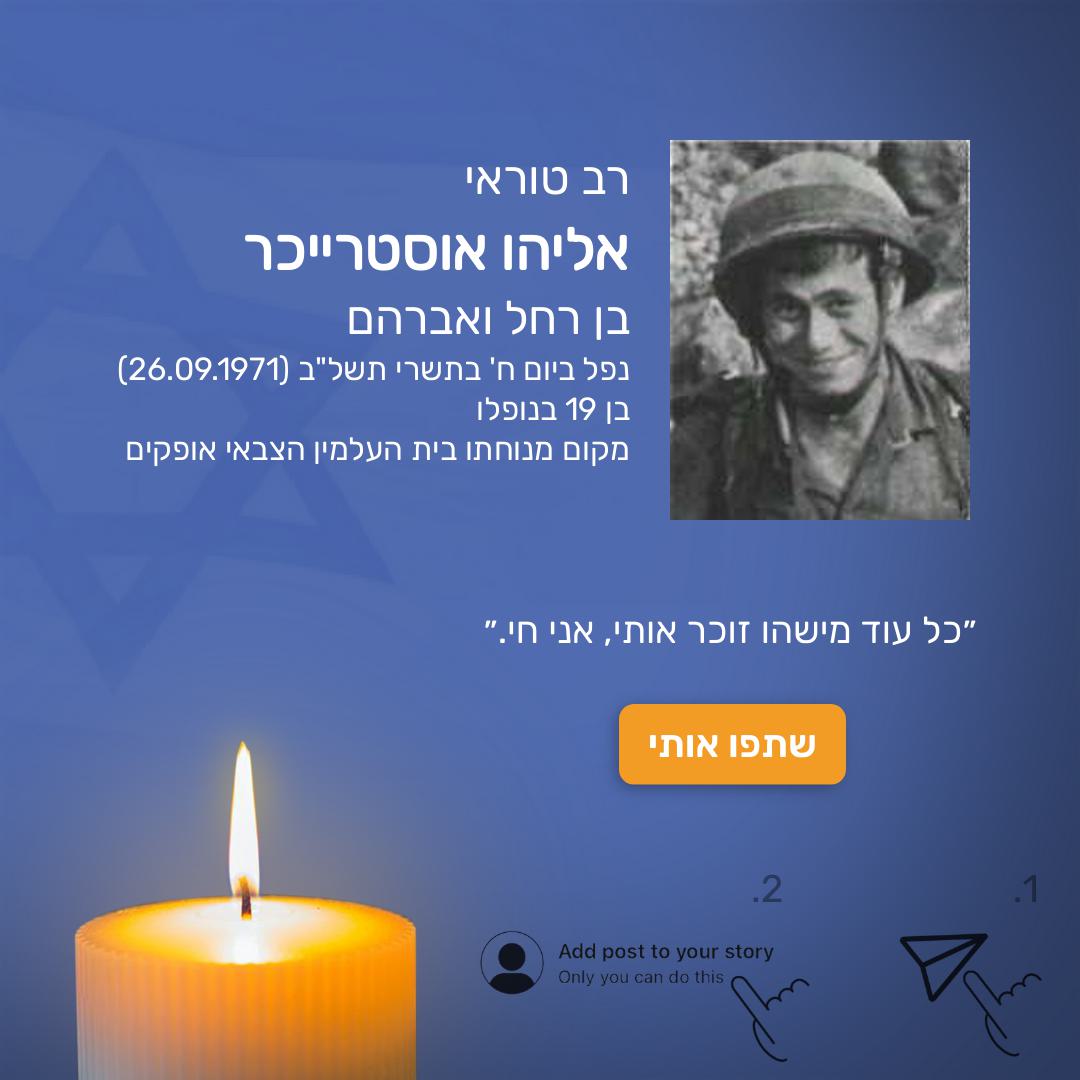 רב טוראי
אליהו אוסטרייכר
בן רחל ואברהם
נפל ביום ח' בתשרי תשל"ב (26.09.1971)
בן 19 בנופלו
מקום מנוחתו בית העלמין הצבאי אופקים
״כל עוד מישהו זוכר אותי, אני חי.״
שתפו אותי
1.
2.
Add post to your story
Only you can do this